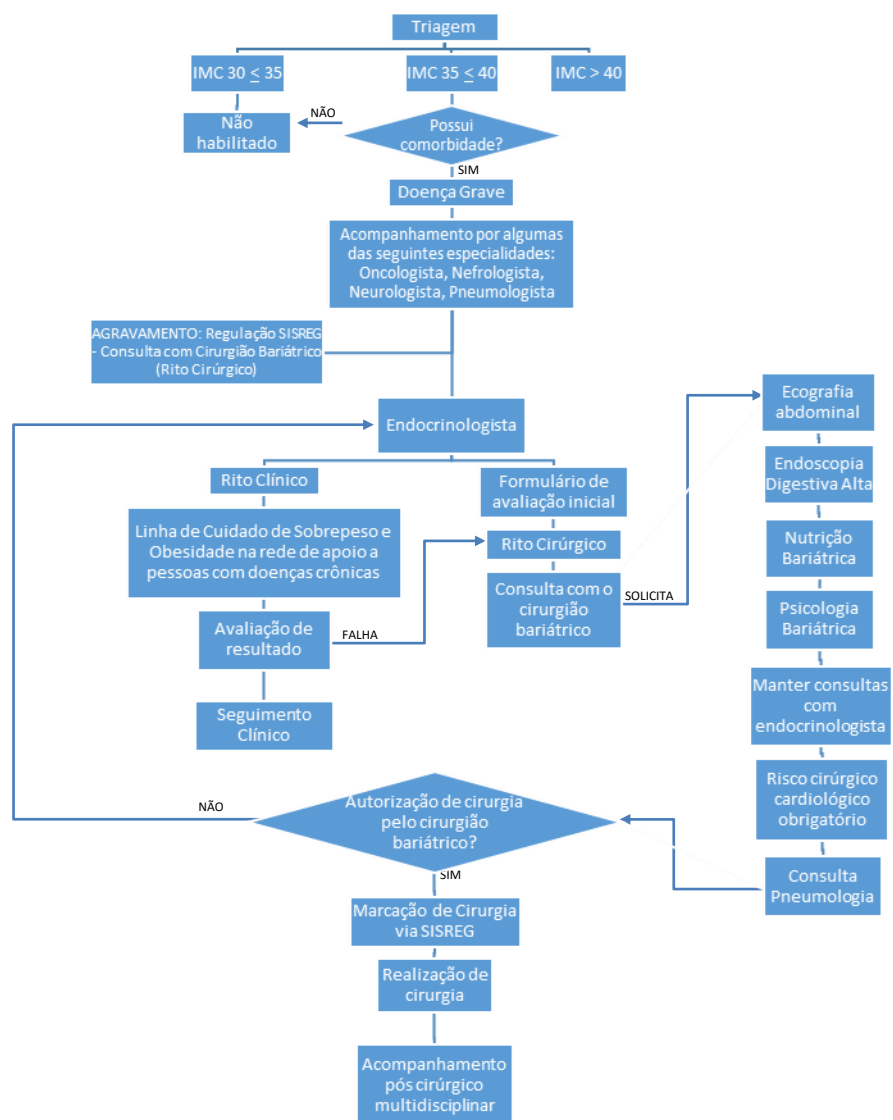 Triagem
IMC 30 ≤ 35
IMC 35 ≤ 40
IMC > 40
NÃO
Não
habilitado
Possui
comorbidade?
SIM
Doença Grave
Acompanhamento por algumas
das seguintes especialidades:
Oncologista, Nefrologista,
Neurologista, Pneumologista
AGRAVAMENTO: Regulação SISREG
- Consulta com Cirurgião Bariátrico
(Rito Cirúrgico)
Endocrinologista
Rito Clínico
Linha de Cuidado de Sobrepeso e
Obesidade na rede de apoio a
pessoas com doenças crônicas
Avaliação de
resultado
FALHA
Seguimento
Clínico
Formulário de
avaliação inicial
Rito Cirúrgico
Consulta com o
cirurgião
bariátrico
SOLICITA
Ecografia
abdominal
Endoscopia
Digestiva Alta
Nutrição
Bariátrica
Psicologia
Bariátrica
Manter consultas
com
endocrinologista
Risco cirúrgico
cardiológico
obrigatório
Consulta
Pneumologia
Autorização de cirurgia
pelo cirurgião
bariátrico?
NÃO
SIM
Marcação de Cirurgia
via SISREG
Realização de
cirurgia
Acompanhamento
pós cirúrgico
multidisciplinar